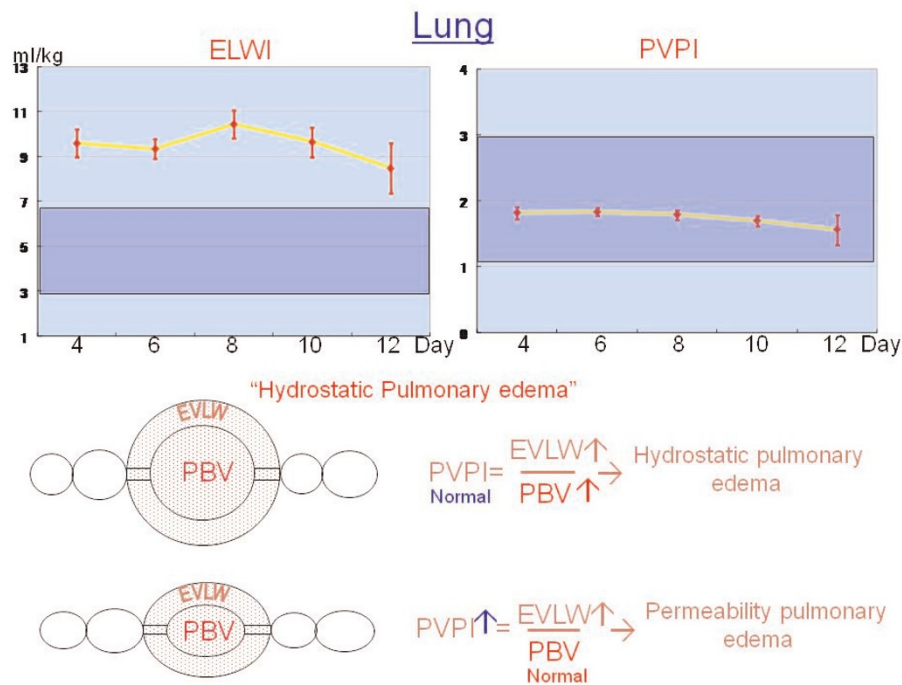 Lung
ELWI
ml/kg
13
11
9
7
5
3
1
4 6 8 10 12 Day
PVPI
4
3
2
1
0
4 6 8 10 12 Day
“Hydrostatic Pulmonary edema”
EVLW
PBV
PVPI= EVLW↑ → Hydrostatic pulmonary
Normal PBV↑ edema
EVLW
PBV
PVPI↑= EVLW↑ → Permeability pulmonary
PBV edema
Normal